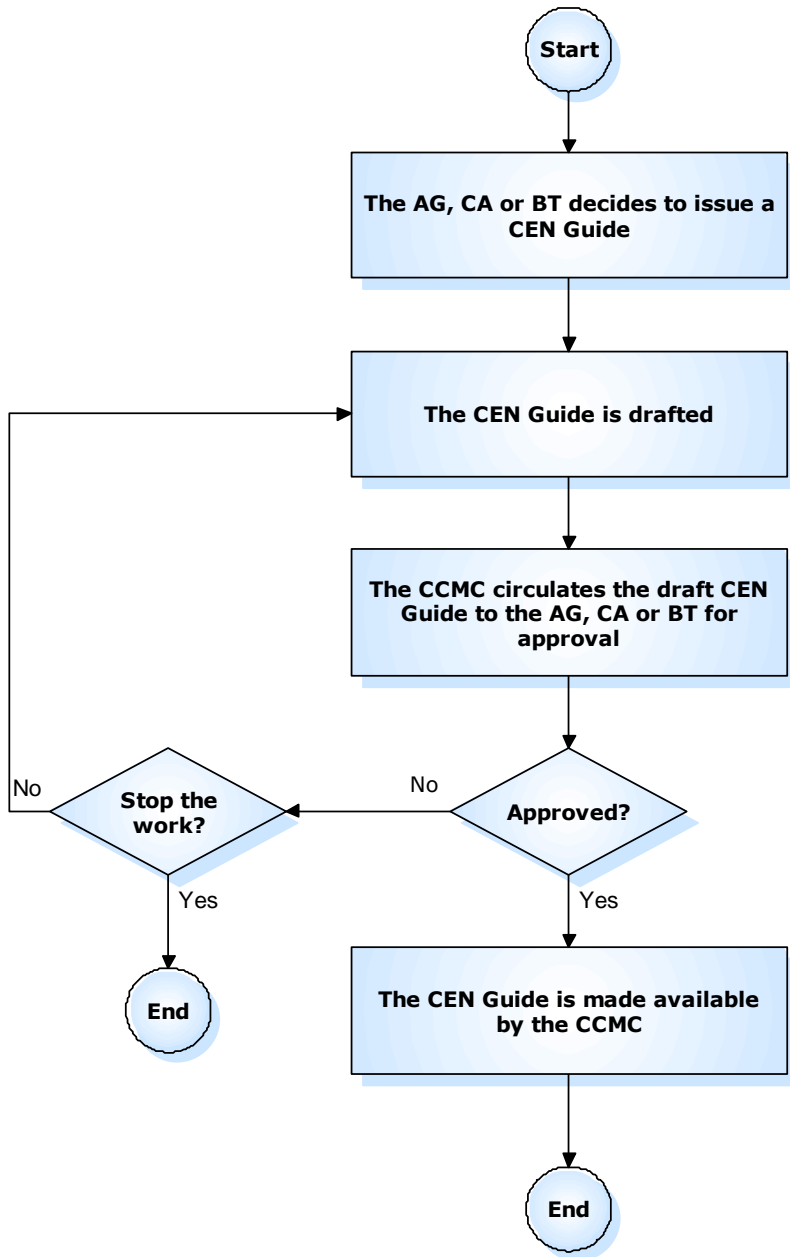 Start
The AG, CA or BT decides to issue a
CEN Guide
The CEN Guide is drafted
The CCMC circulates the draft CEN
Guide to the AG, CA or BT for
approval
Approved?
No
Stop the
work?
No
Yes
End
Yes
The CEN Guide is made available
by the CCMC
End